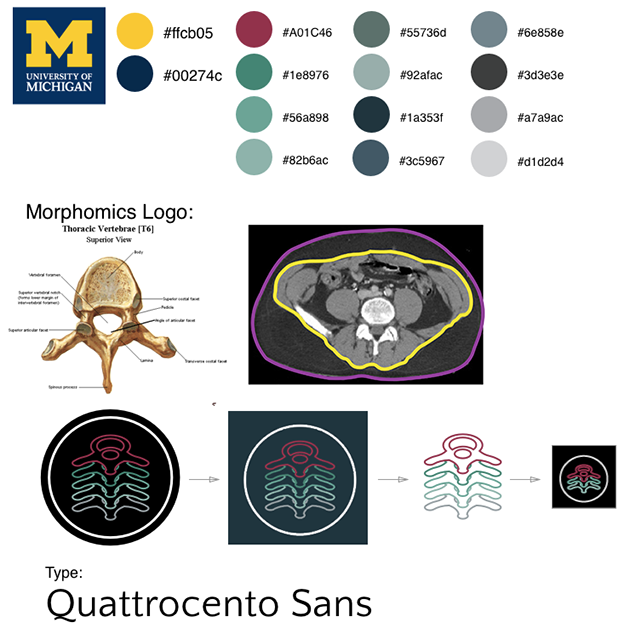 UNIVERSITY OF
MICHIGAN
#ffcb05
#00274c
#A01C46
#1e8976
#56a898
#82b6ac
#55736d
#92afac
#1a353f
#3c5967
#6e858e
#3d3e3e
#a7a9ac
#d1d2d4
Morphomics Logo:
Thoracic Vertebrae [T6]
Superior View
Body
Vertebral foramen
Superior vertebral notch
(forms lower margin of
intervertebral foramen)
Superior costal facet
Pedicle
Superior articular facet
Angle of articular facet
Lamina
Transverse costal facet
Spinous process
Type:
Quattrocento Sans